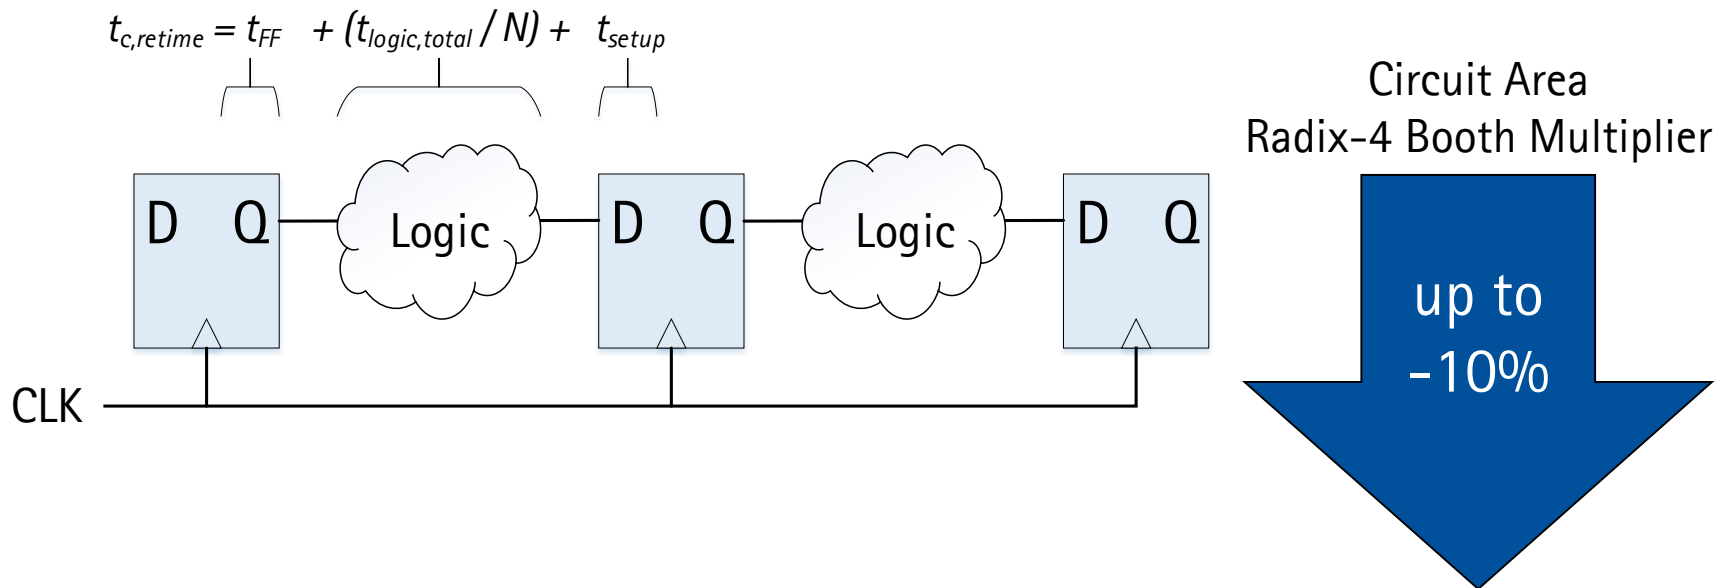 t_c,retime = t_FF + (t_logic,total / N) + t_setup
Circuit Area
Radix-4 Booth Multiplier
D Q Logic D Q Logic D Q
up to
-10%
CLK